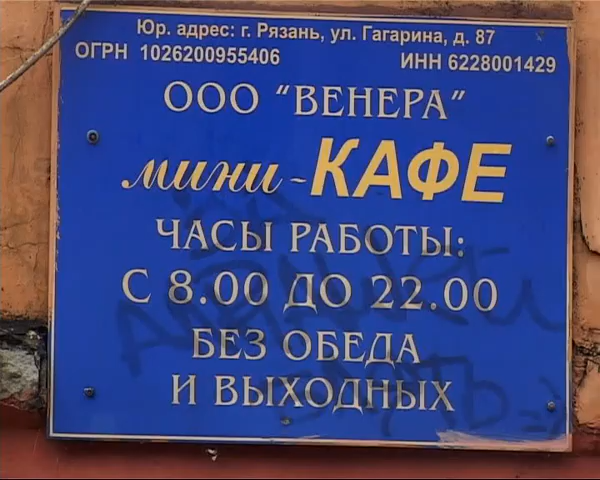 Юр. адрес: г. Рязань, ул. Гагарина, д. 87
ОГРН 1026200955406 ИНН 6228001429
ООО "ВЕНЕРА"
мини-КАФЕ
ЧАСЫ РАБОТЫ:
С 8.00 ДО 22.00
БЕЗ ОБЕДА
И ВЫХОДНЫХ